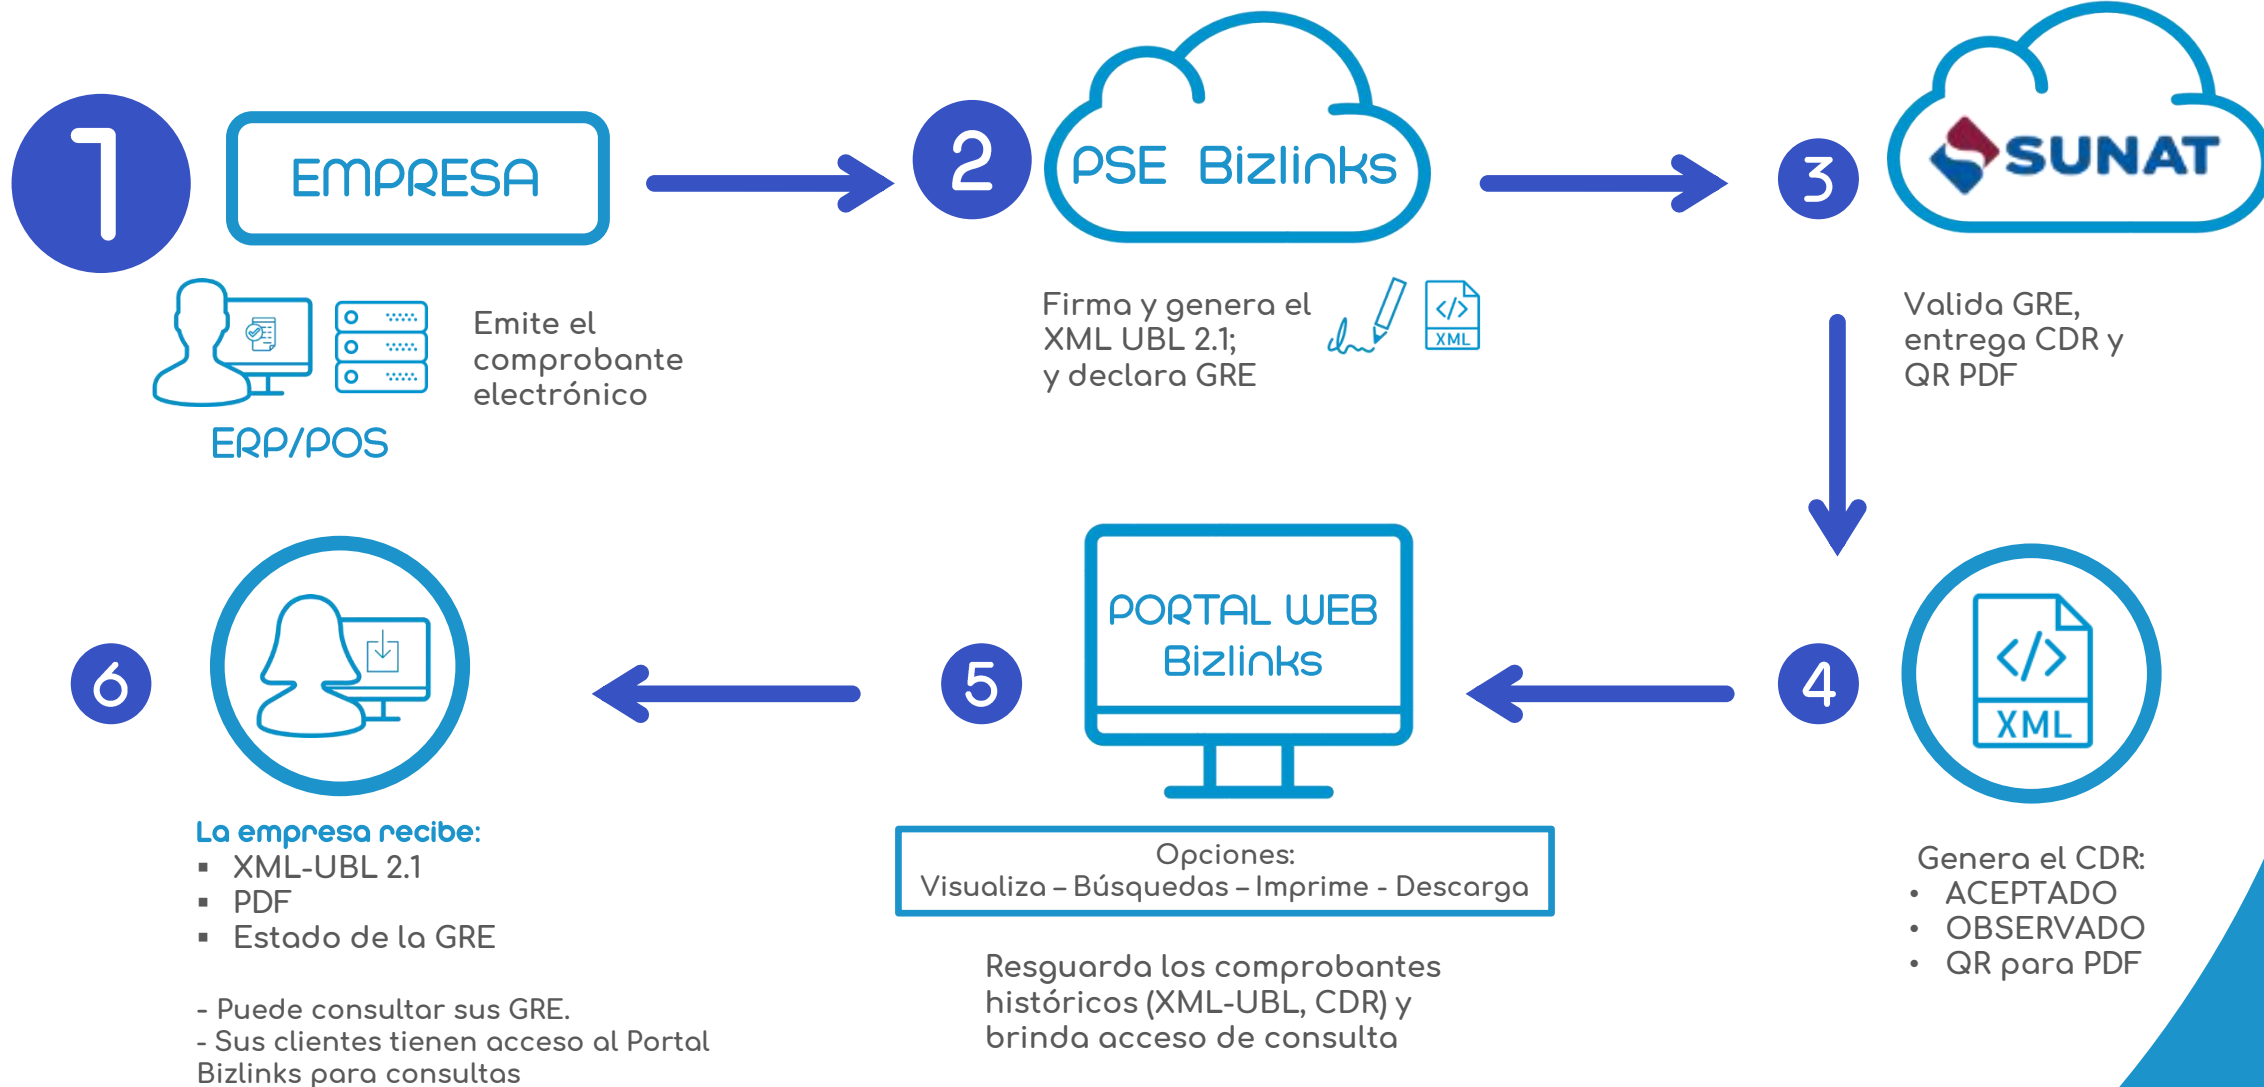 1
EMPRESA
Emite el
comprobante
electrónico
ERP/POS
2
PSE Bizlinks
Firma y genera el
XML UBL 2.1;
y declara GRE
</>
XML
3
SUNAT
Valida GRE,
entrega CDR y
QR PDF
4
</>
XML
Genera el CDR:
• ACEPTADO
• OBSERVADO
• QR para PDF
5
PORTAL WEB
Bizlinks
Opciones:
Visualiza – Búsquedas – Imprime - Descarga
Resguarda los comprobantes
históricos (XML-UBL, CDR) y
brinda acceso de consulta
6
La empresa recibe:
▪ XML-UBL 2.1
▪ PDF
▪ Estado de la GRE
- Puede consultar sus GRE.
- Sus clientes tienen acceso al Portal
Bizlinks para consultas